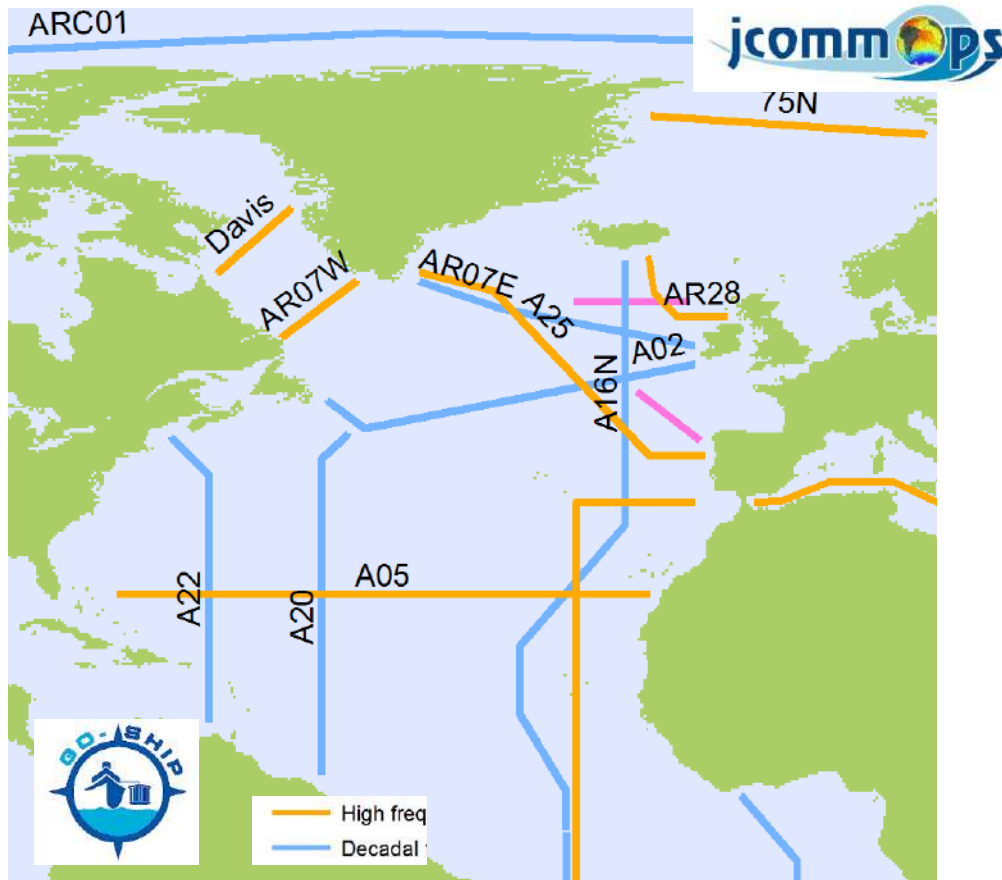 ARC01
jcommops
75N
Davis
AR07W
AR07E
A25
AR28
A02
A16N
A05
A22
A20
GO-SHIP
High freq
Decadal